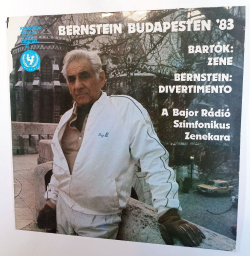 BERNSTEIN BUDAPESTEN '83
BARTÓK:
ZENE
BERNSTEIN:
DIVERTIMENTO
A Bajor Rádió
Szimfonikus
Zenekara